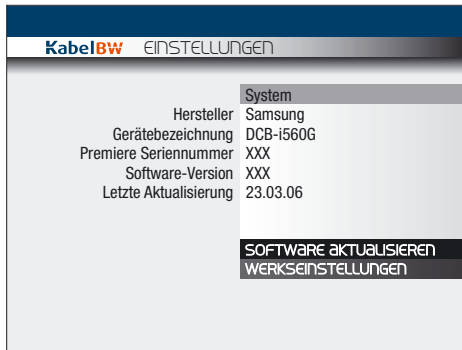 KabelBW EINSTELLUNGEN
System
Hersteller Samsung
Gerätebezeichnung DCB-i560G
Premiere Seriennummer XXX
Software-Version XXX
Letzte Aktualisierung 23.03.06
SOFTWARE AKTUALISIEREN
WERKSEINSTELLUNGEN